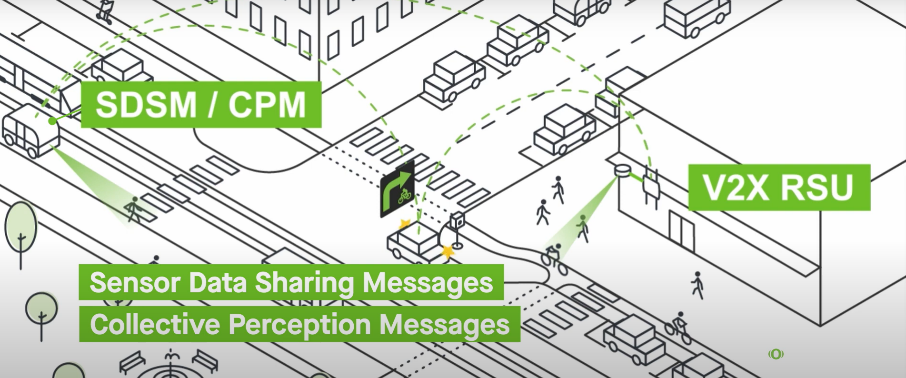 SDSM / CPM
V2X RSU
Sensor Data Sharing Messages
Collective Perception Messages